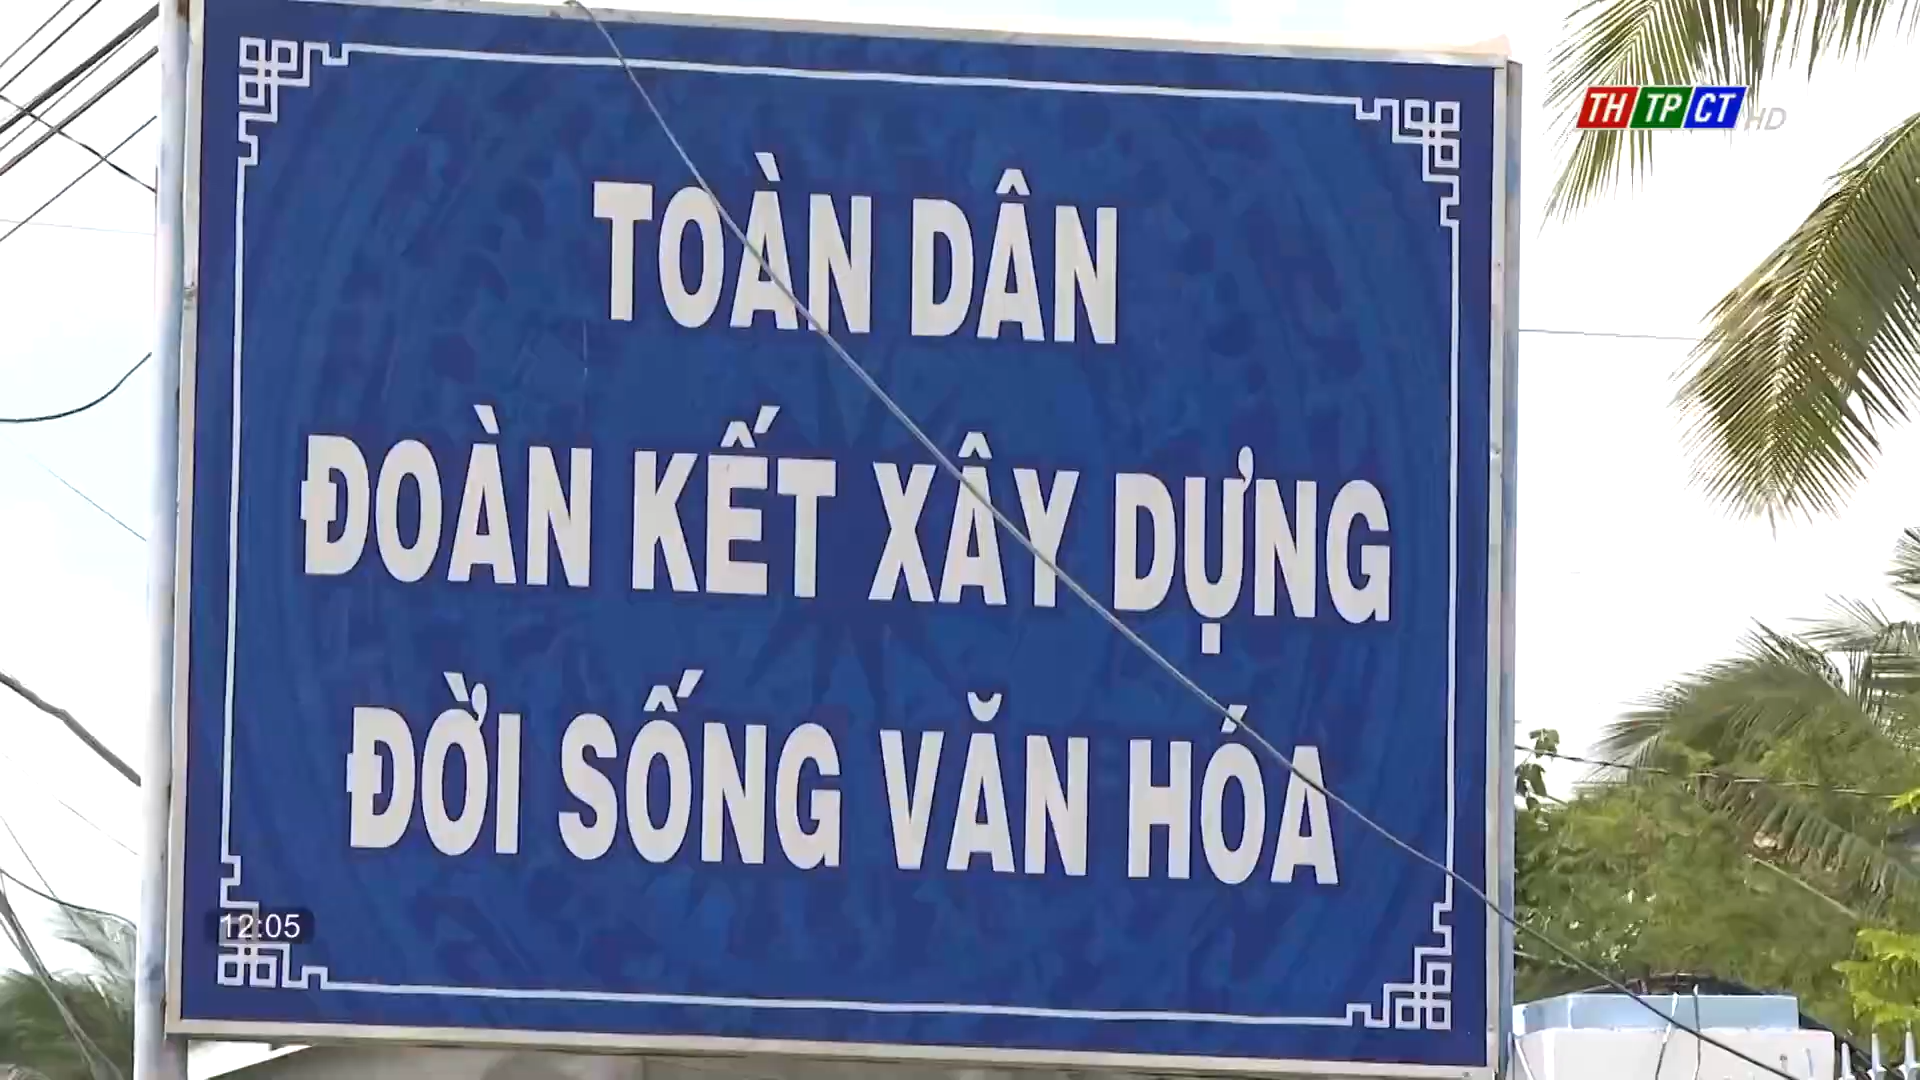 THTPCT HD
TOÀN DÂN
ĐOÀN KẾT XÂY DỰNG
ĐỜI SỐNG VĂN HÓA
12:05